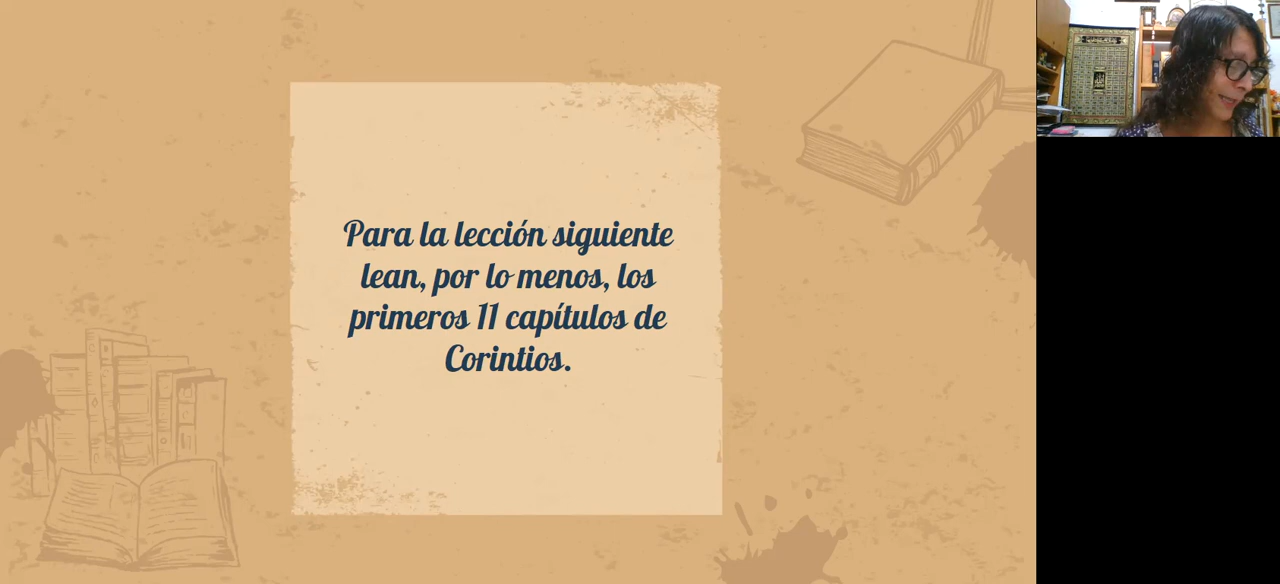 Para la lección siguiente
lean, por lo menos, los
primeros 11 capítulos de
Corintios.